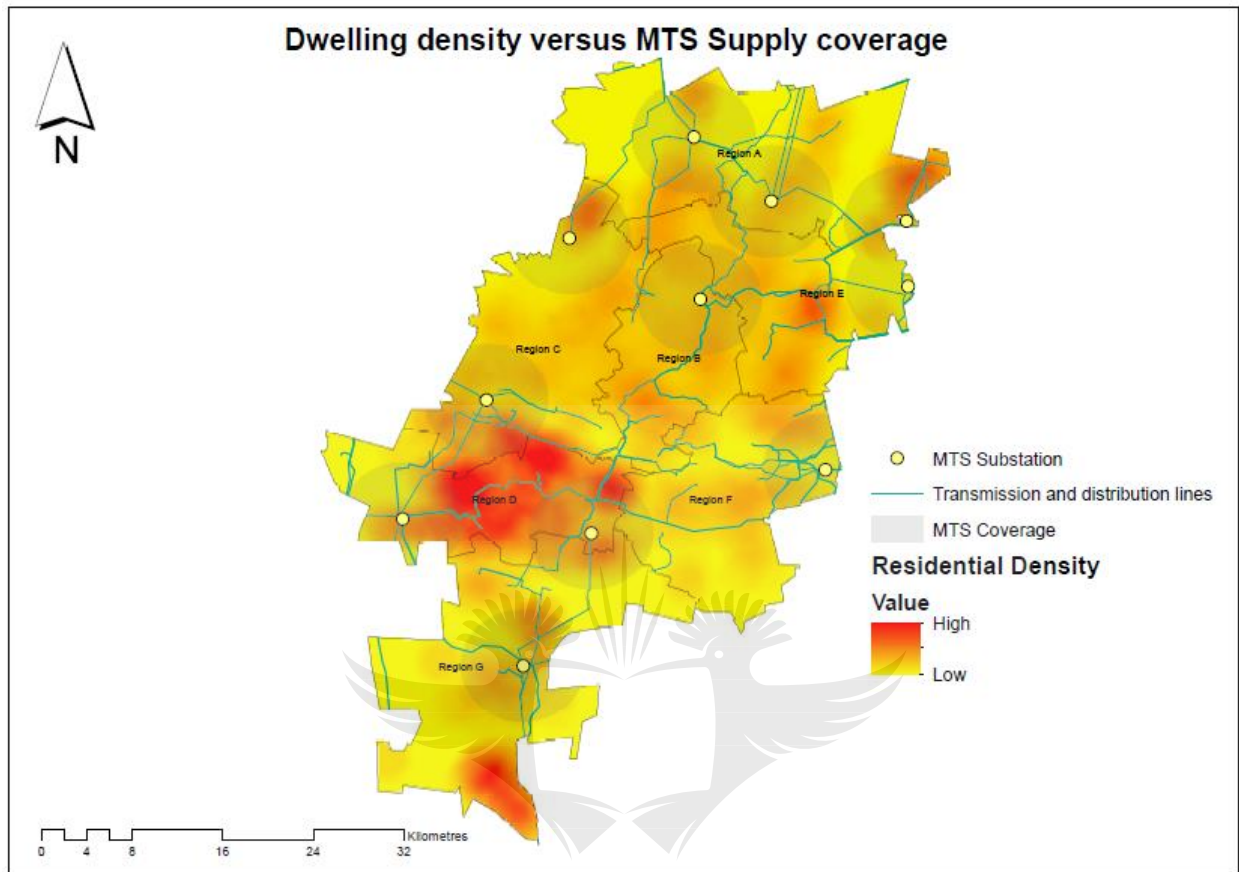 Dwelling density versus MTS Supply coverage
N
Region A
Region E
Region C
Region B
Region D
Region F
Region G
MTS Substation
Transmission and distribution lines
MTS Coverage
Residential Density
Value
High
Low
Kilometres
0 4 8 16 24 32